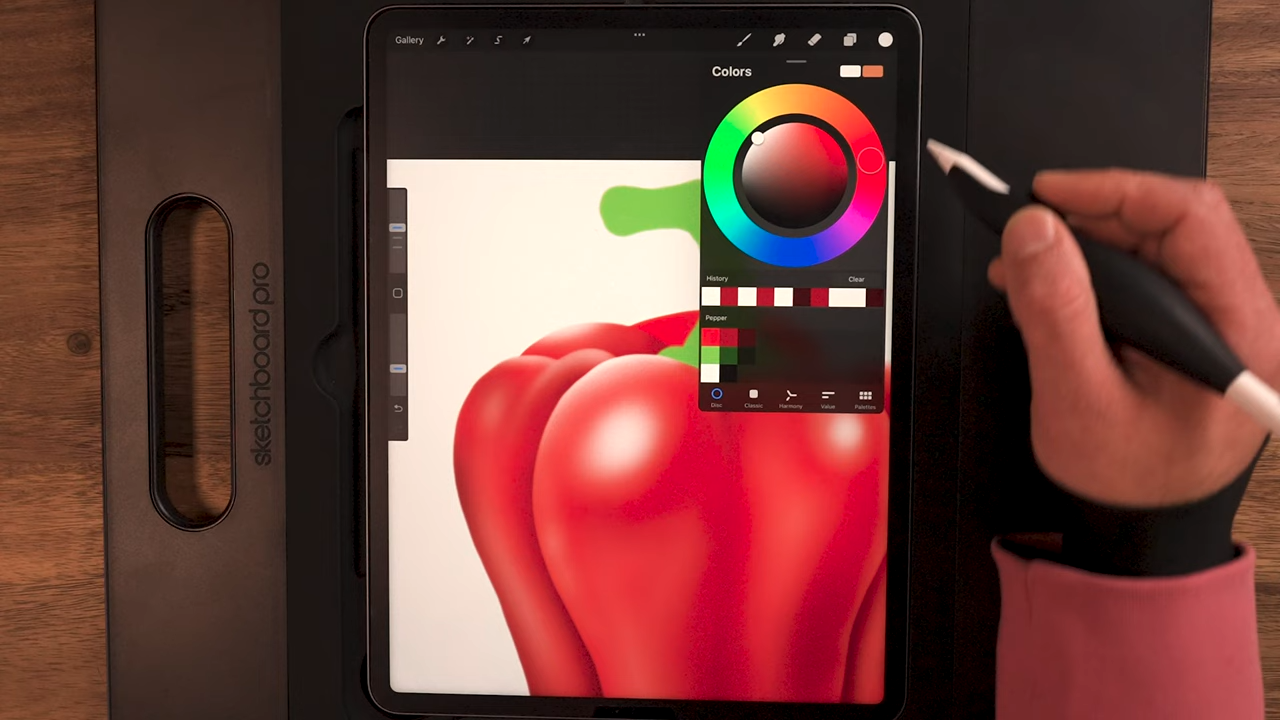 Gallery
Colors
History Clear
Pepper
Disc Classic Harmony Value Palettes
sketchboard pro